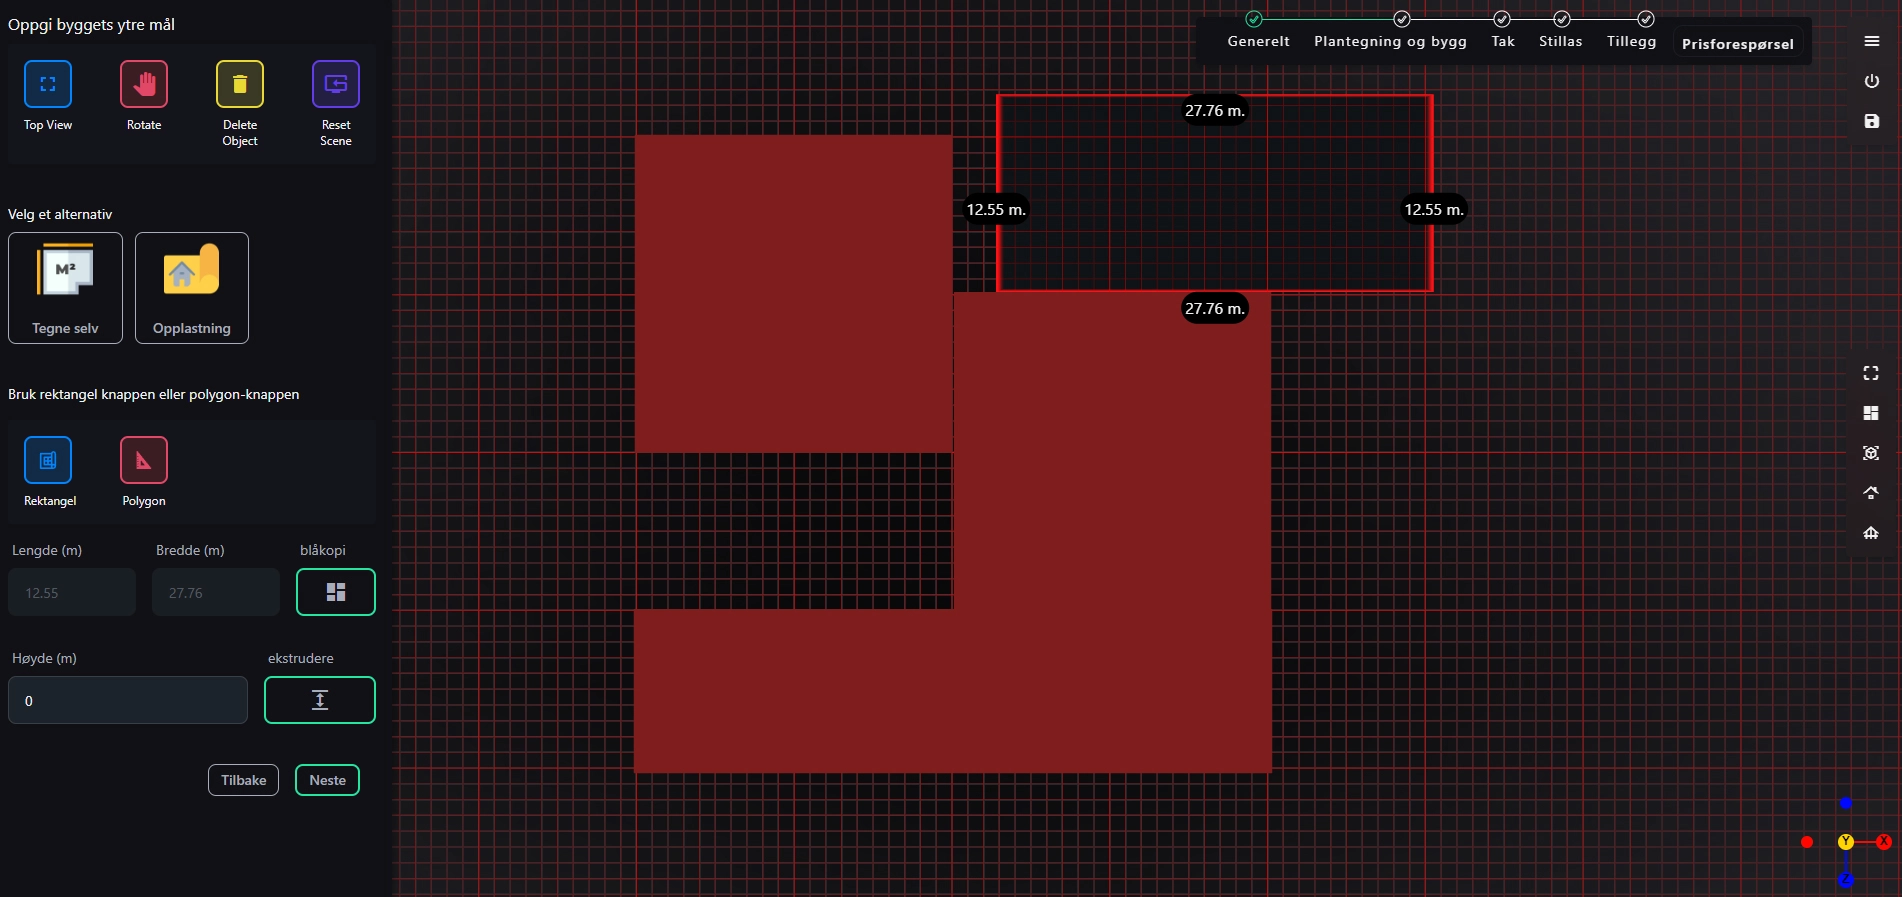 Oppgi byggets ytre mål
Top View
Rotate
Delete
Object
Reset
Scene
Velg et alternativ
M²
Tegne selv
Opplastning
Bruk rektangel knappen eller polygon-knappen
Rektangel
Polygon
Lengde (m)
Bredde (m)
blåkopi
12.55
27.76
Høyde (m)
ekstrudere
0
Tilbake
Neste
Generelt
Plantegning og bygg
Tak
Stillas
Tillegg
Prisforespørsel
27.76 m.
12.55 m.
12.55 m.
27.76 m.
Y
X
Z